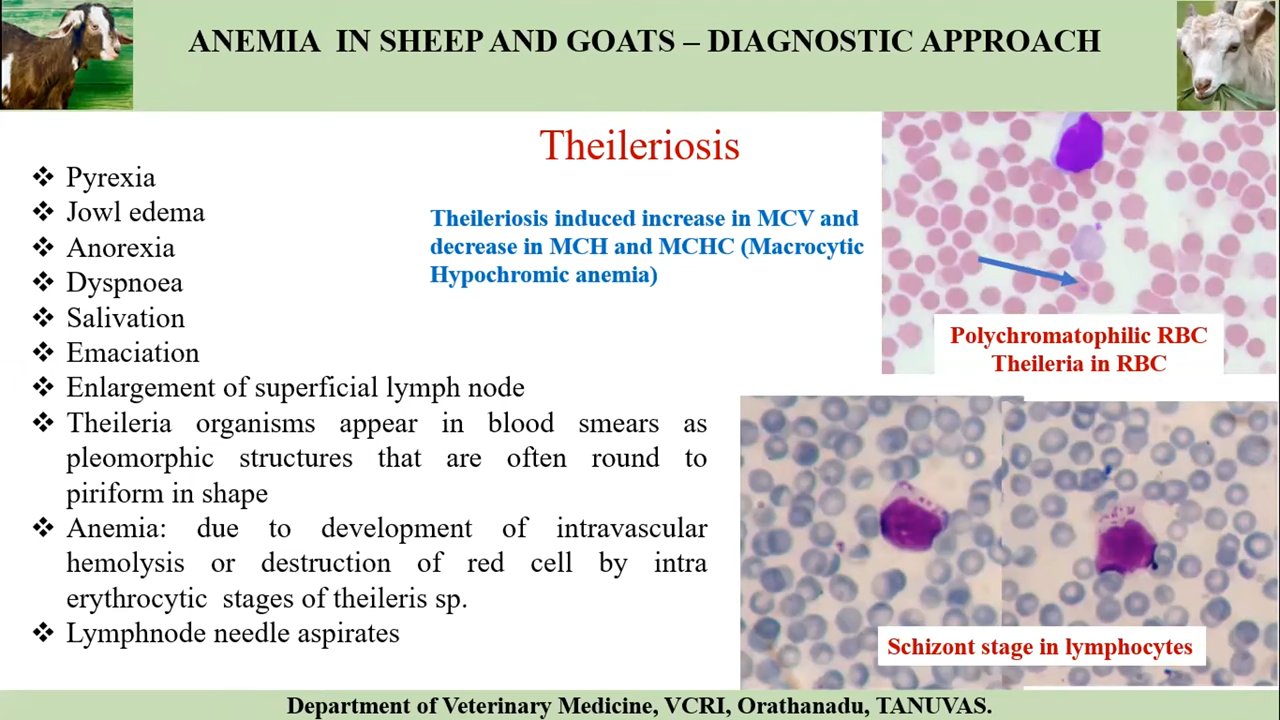 ANEMIA IN SHEEP AND GOATS – DIAGNOSTIC APPROACH
Theileriosis
❖ Pyrexia
❖ Jowl edema
❖ Anorexia
❖ Dyspnoea
❖ Salivation
❖ Emaciation
❖ Enlargement of superficial lymph node
❖ Theileria organisms appear in blood smears as
pleomorphic structures that are often round to
piriform in shape
❖ Anemia: due to development of intravascular
hemolysis or destruction of red cell by intra
erythrocytic stages of theileris sp.
❖ Lymphnode needle aspirates
Theileriosis induced increase in MCV and
decrease in MCH and MCHC (Macrocytic
Hypochromic anemia)
Polychromatophilic RBC
Theileria in RBC
Schizont stage in lymphocytes
Department of Veterinary Medicine, VCRI, Orathanadu, TANUVAS.